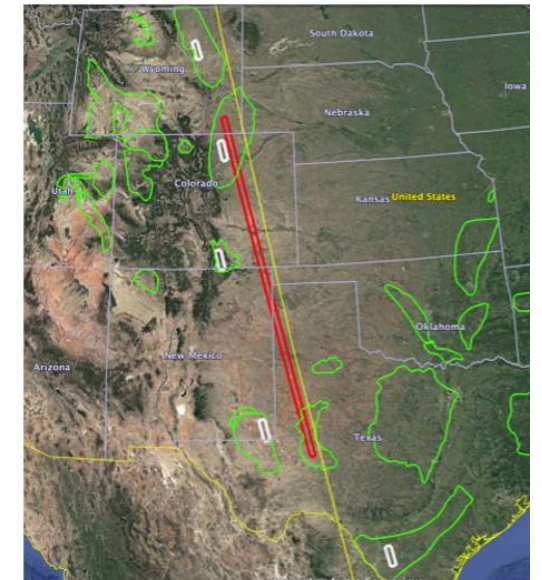 South Dakota
Wyoming
Iowa
Nebraska
Utah
Colorado
Kansas United States
Oklahoma
New Mexico
Arizona
Texas